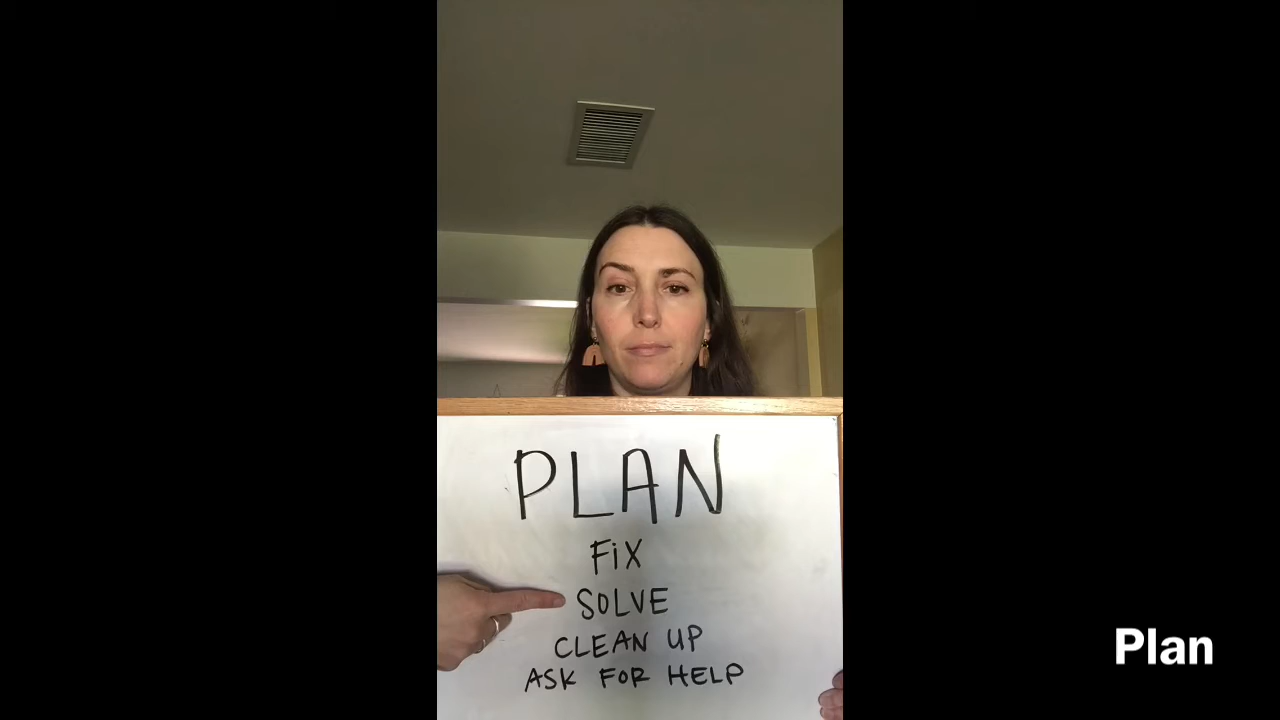 PLAN
FiX
SOLVE
CLEAN UP
ASK FOR HELP
Plan